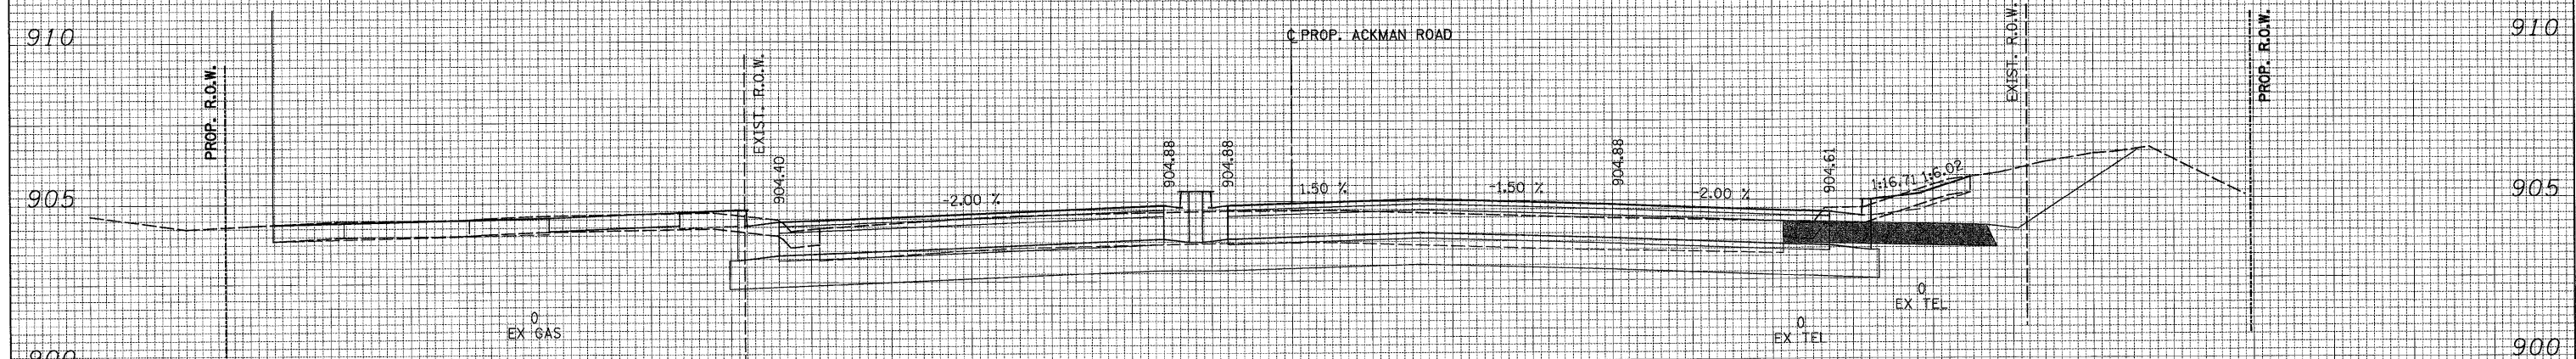 910
910
℄ PROP. ACKMAN ROAD
PROP. R.O.W.
EXIST. R.O.W.
EXIST. R.O.W.
PROP. R.O.W.
905
905
904.40
-2.00 %
904.88
904.88
1.50 %
-1.50 %
904.88
-2.00 %
904.61
1:16.71
1:6.02
0
EX GAS
0
EX TEL
0
EX TEL
900
900